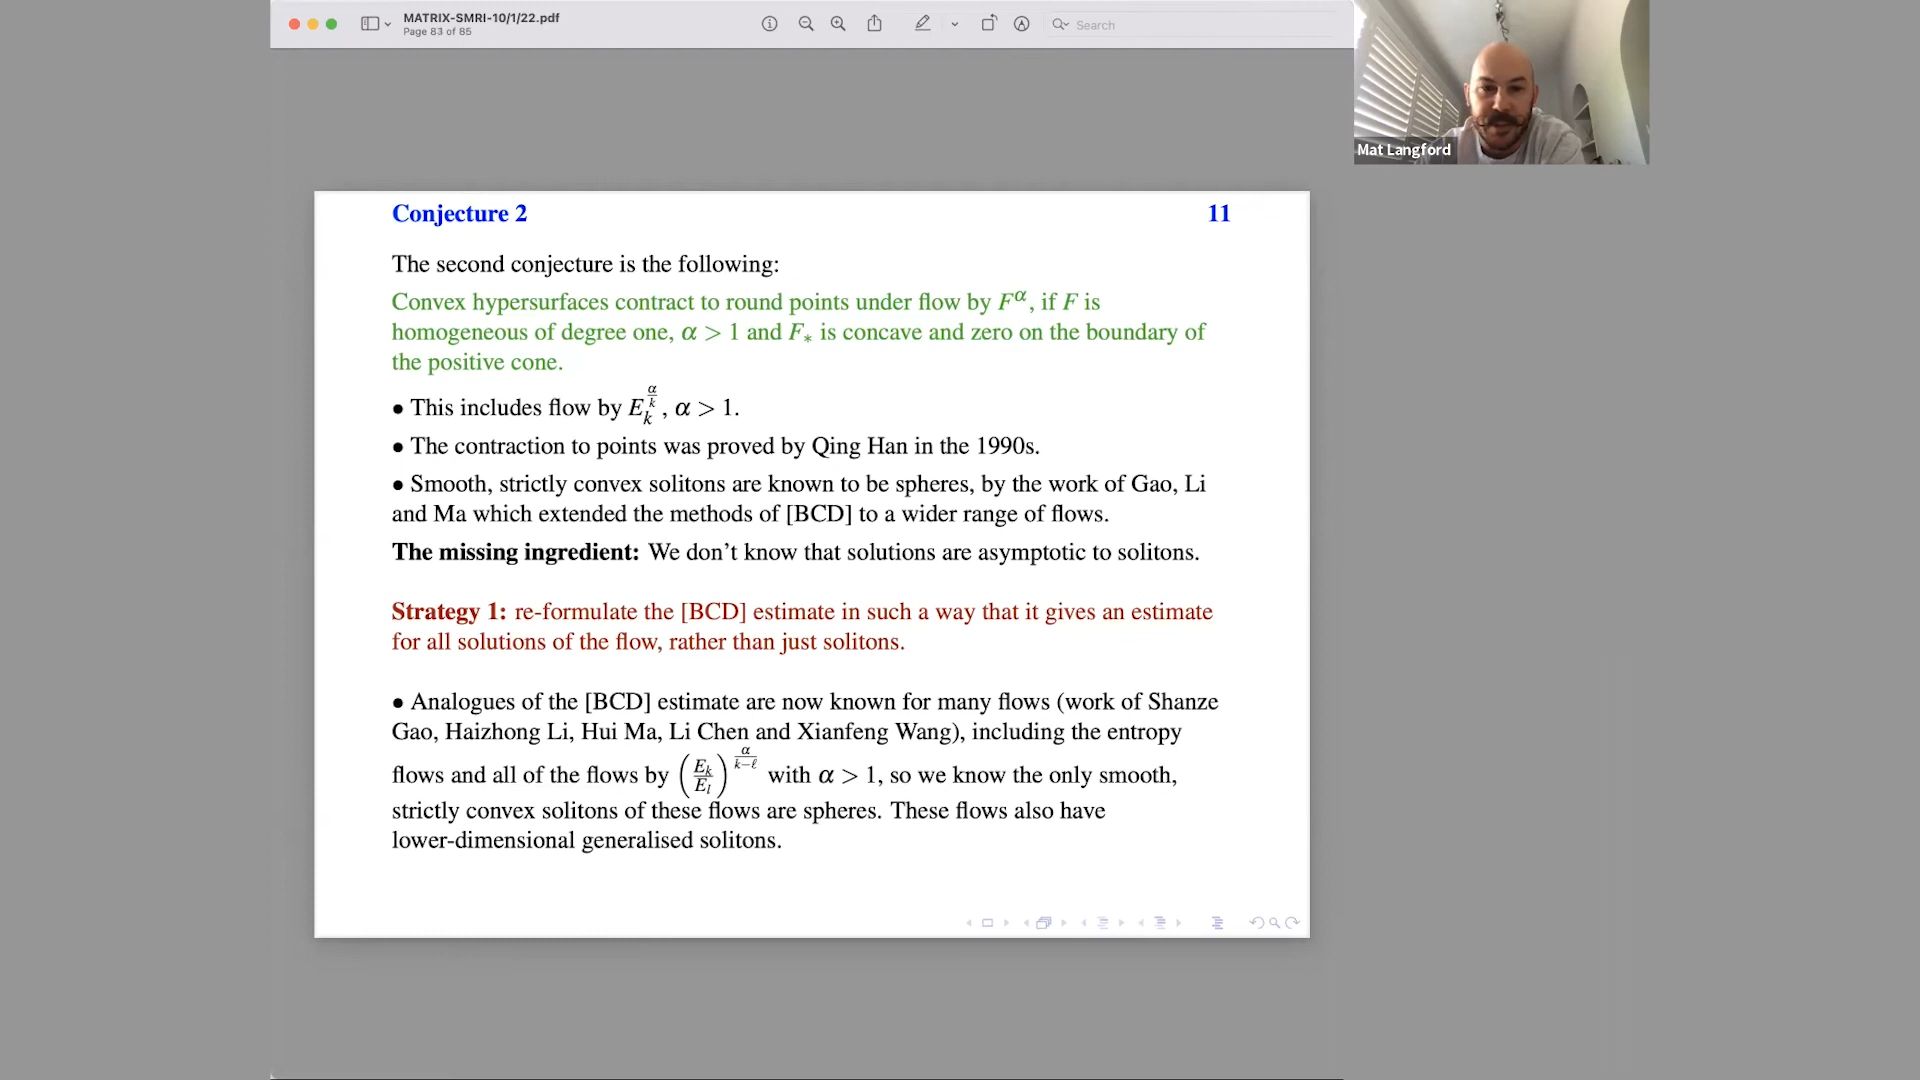 MATRIX-SMRI-10/1/22.pdf
Page 83 of 85
Search
Mat Langford
Conjecture 2
11
The second conjecture is the following:
Convex hypersurfaces contract to round points under flow by F^α, if F is
homogeneous of degree one, α > 1 and F_* is concave and zero on the boundary of
the positive cone.
• This includes flow by E_k^{α/k}, α > 1.
• The contraction to points was proved by Qing Han in the 1990s.
• Smooth, strictly convex solitons are known to be spheres, by the work of Gao, Li
and Ma which extended the methods of [BCD] to a wider range of flows.
The missing ingredient: We don’t know that solutions are asymptotic to solitons.
Strategy 1: re-formulate the [BCD] estimate in such a way that it gives an estimate
for all solutions of the flow, rather than just solitons.
• Analogues of the [BCD] estimate are now known for many flows (work of Shanze
Gao, Haizhong Li, Hui Ma, Li Chen and Xianfeng Wang), including the entropy
flows and all of the flows by (E_k/E_l)^{α/(k−ℓ)} with α > 1, so we know the only smooth,
strictly convex solitons of these flows are spheres. These flows also have
lower-dimensional generalised solitons.